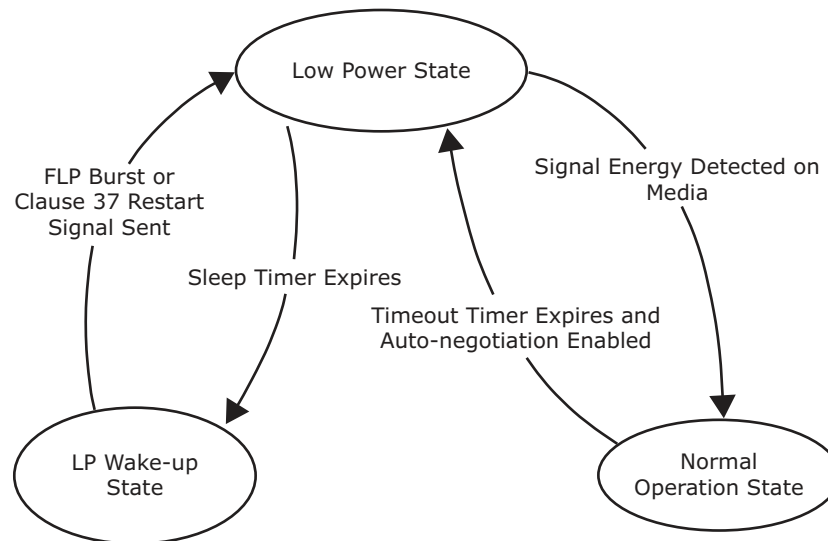 Low Power State
FLP Burst or
Clause 37 Restart
Signal Sent
Signal Energy Detected on
Media
Sleep Timer Expires
Timeout Timer Expires and
Auto-negotiation Enabled
LP Wake-up
State
Normal
Operation State